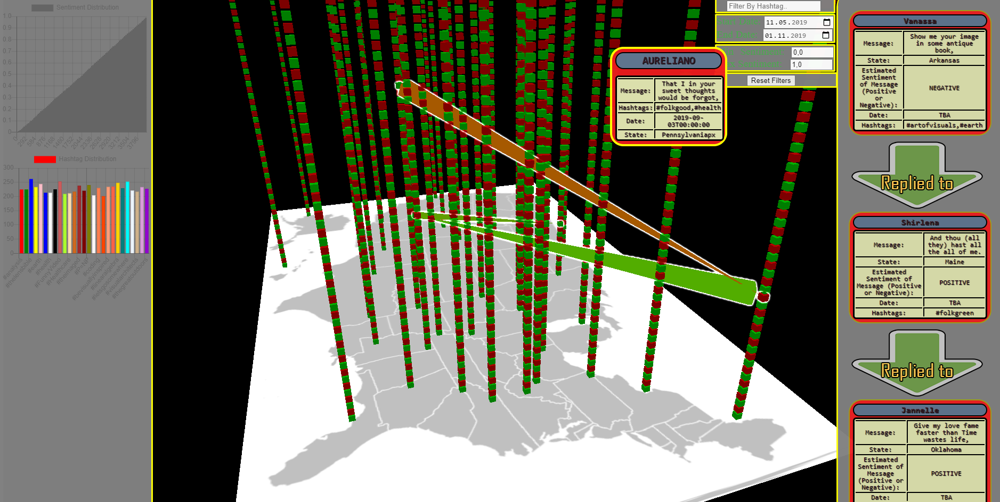 Sentiment Distribution
1.0
0.9
0.8
0.7
0.6
0.5
0.4
0.3
0.2
0.1
0
0 292 584 876 1168 1460 1752 2044 2336 2628 2920 3212 3504 3796
Hashtag Distribution
300
250
200
150
100
50
0
#analysis
#FunnyVideo
#Healthcare
Filter By Hashtag..
Start Date: 11.05.2019
End Date: 01.11.2019
Sentiment: 0,0
Sentiment: 1,0
Reset Filters
AURELIANO
Message:
That I in your
sweet thoughts
would be forgot,
Hashtags: #folkgood,#health
Date:
2019-09-
03T00:00:00
State: Pennsylvaniapx
Vanassa
Message:
Show me your image
in some antique
book,
State: Arkansas
Estimated
Sentiment
of Message
(Positive
or
Negative):
NEGATIVE
Date: TBA
Hashtags: #artofvisuals,#earth
Replied to
Shirlena
Message:
And thou (all
they) hast all
the all of me.
State: Maine
Estimated
Sentiment of
Message (Positive
or Negative):
POSITIVE
Date: TBA
Hashtags: #folkgreen
Replied to
Jannelle
Message:
Give my love fame
faster than Time
wastes life,
State: Oklahoma
Estimated
Sentiment of
Message
(Positive or
Negative):
POSITIVE
Date: TBA